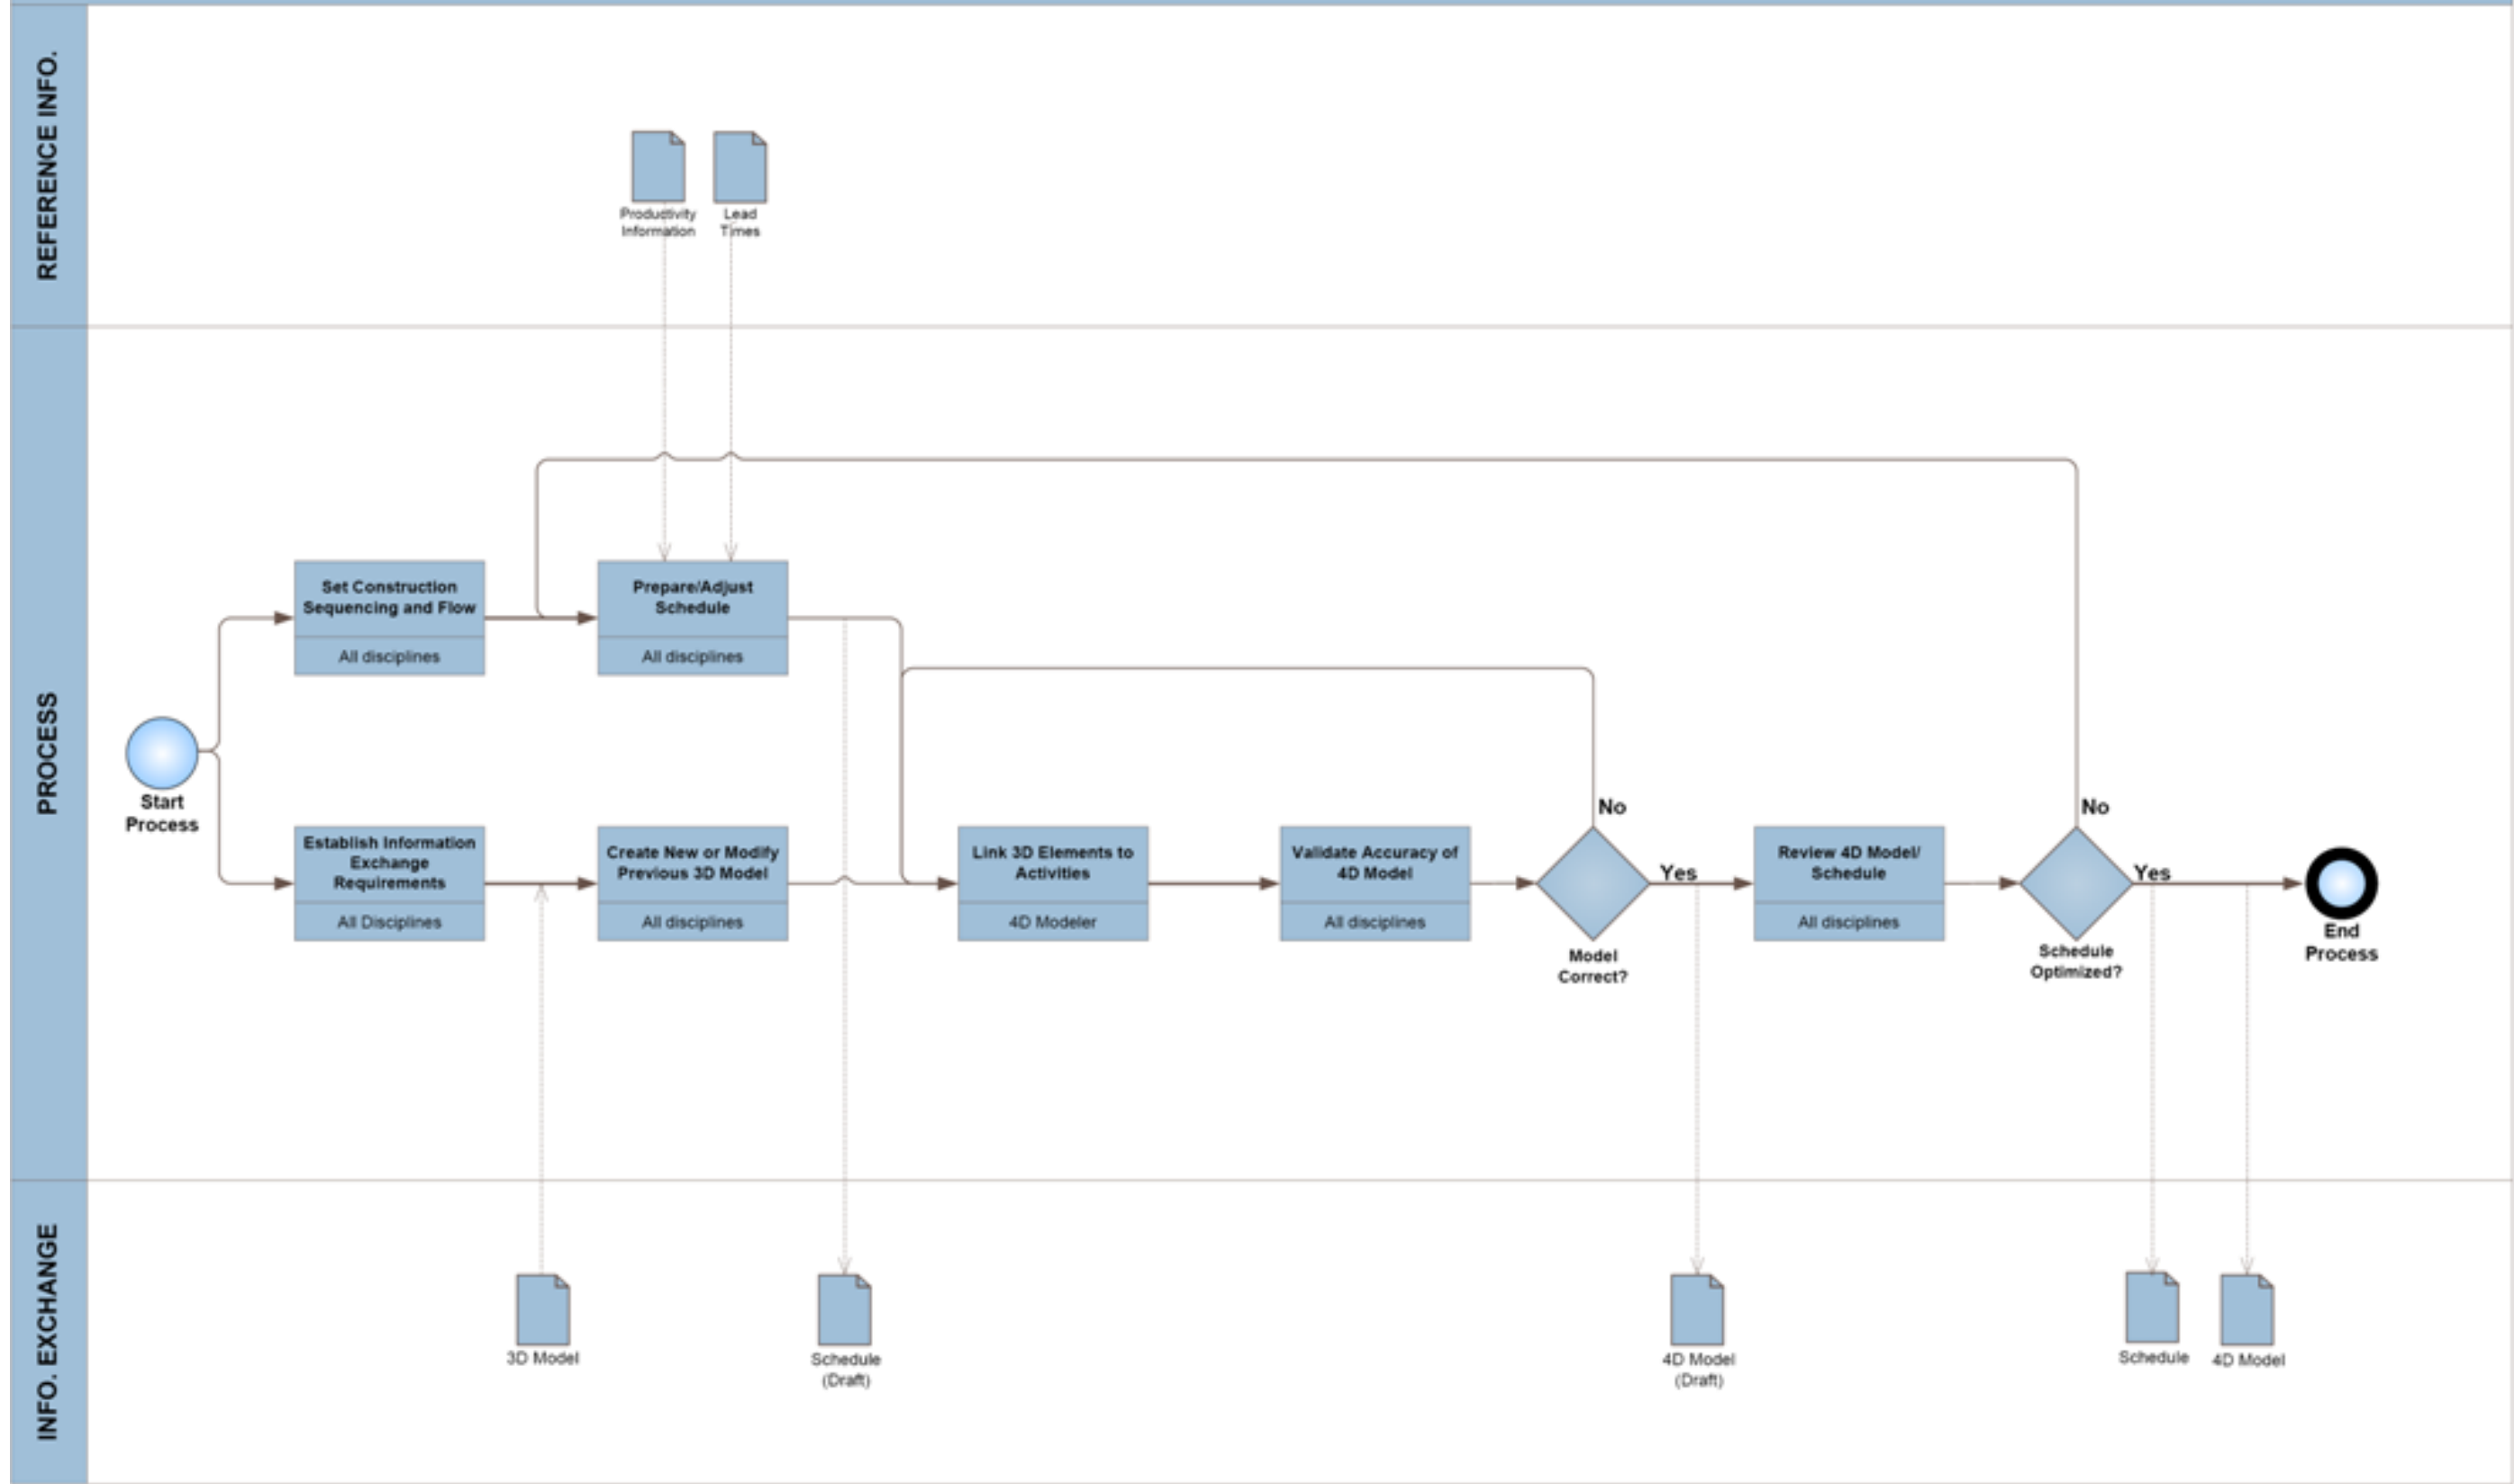 REFERENCE INFO.
Productivity
Information
Lead
Times
PROCESS
Start
Process
Set Construction
Sequencing and Flow
All disciplines
Prepare/Adjust
Schedule
All disciplines
Establish Information
Exchange
Requirements
All Disciplines
Create New or Modify
Previous 3D Model
All disciplines
Link 3D Elements to
Activities
4D Modeler
Validate Accuracy of
4D Model
All disciplines
No
Yes
Model
Correct?
Review 4D Model/
Schedule
All disciplines
No
Yes
Schedule
Optimized?
End
Process
INFO. EXCHANGE
3D Model
Schedule
(Draft)
4D Model
(Draft)
Schedule
4D Model